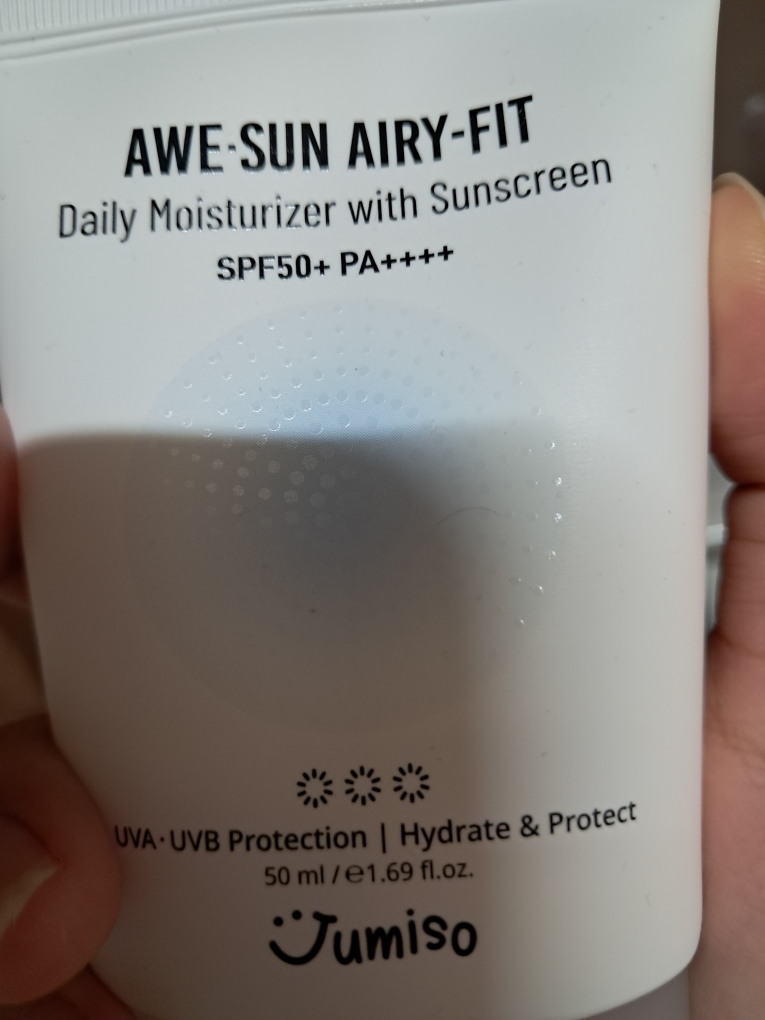 AWE·SUN AIRY-FIT
Daily Moisturizer with Sunscreen
SPF50+ PA++++
UVA·UVB Protection | Hydrate & Protect
50 ml / ℮1.69 fl.oz.
Jumiso